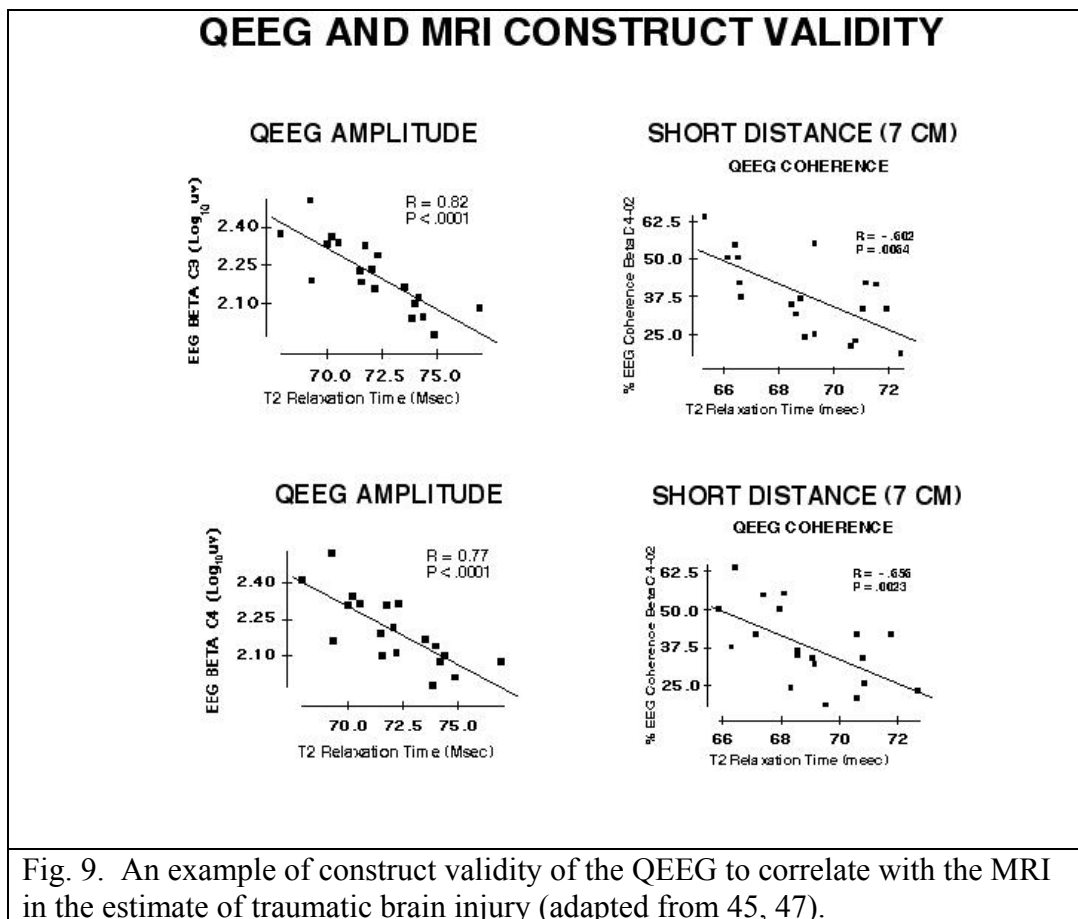 QEEG AND MRI CONSTRUCT VALIDITY
QEEG AMPLITUDE
EEG BETA C3 (Log10uv)
R = 0.82
P < .0001
2.40
2.25
2.10
70.0 72.5 75.0
T2 Relaxation Time (Msec)
SHORT DISTANCE (7 CM)
QEEG COHERENCE
% EEG Coherence Beta C4-02
R = -.602
P = .0064
62.5
50.0
37.5
25.0
66 68 70 72
T2 Relaxation Time (meec)
QEEG AMPLITUDE
EEG BETA C4 (Log10uv)
R = 0.77
P < .0001
2.40
2.25
2.10
70.0 72.5 75.0
T2 Relaxation Time (Msec)
SHORT DISTANCE (7 CM)
QEEG COHERENCE
% EEG Coherence Beta C4-02
R = -.656
P = .0023
62.5
50.0
37.5
25.0
66 68 70 72
T2 Relaxation Time (meec)
Fig. 9. An example of construct validity of the QEEG to correlate with the MRI
in the estimate of traumatic brain injury (adapted from 45, 47).